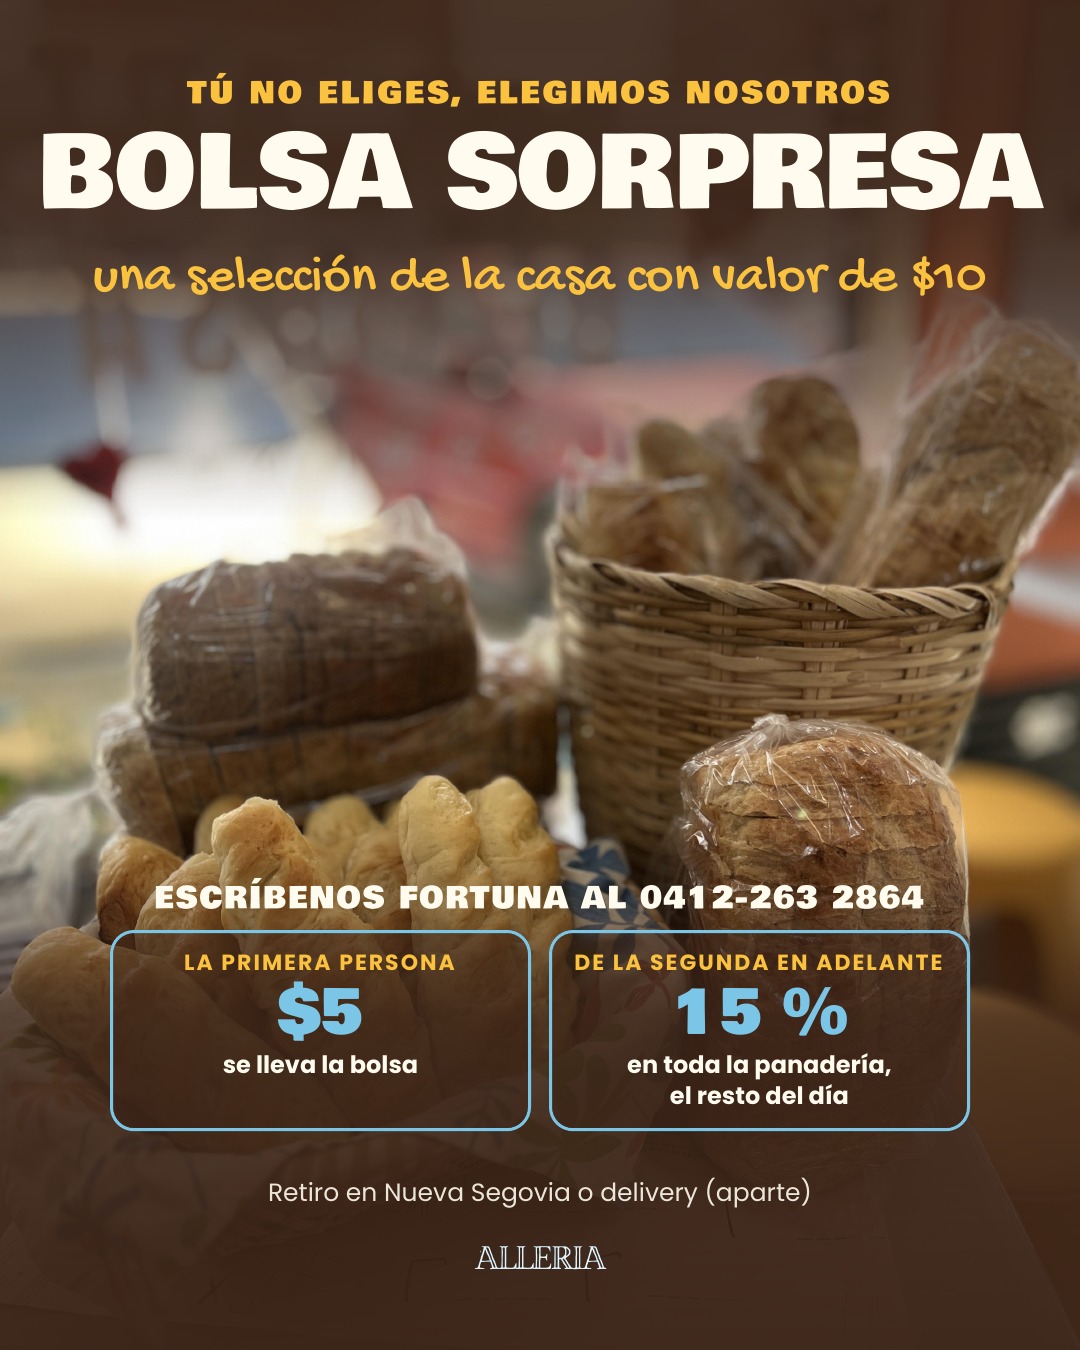 TÚ NO ELIGES, ELEGIMOS NOSOTROS
BOLSA SORPRESA
una selección de la casa con valor de $10
ESCRÍBENOS FORTUNA AL 0412-263 2864
LA PRIMERA PERSONA
$5
se lleva la bolsa
DE LA SEGUNDA EN ADELANTE
15 %
en toda la panadería,
el resto del día
Retiro en Nueva Segovia o delivery (aparte)
ALLERIA